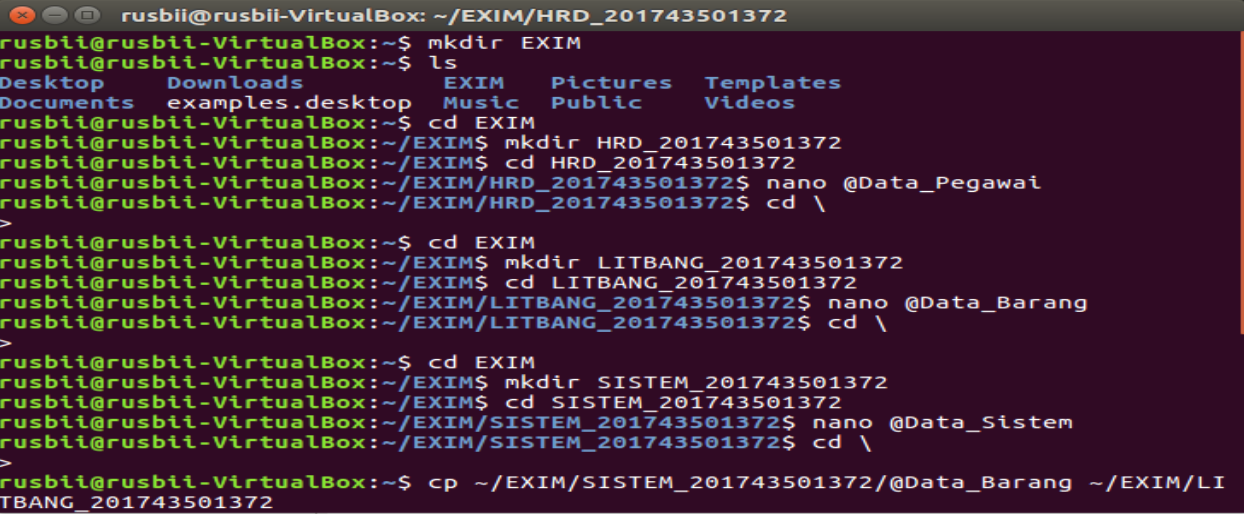 rusbii@rusbii-VirtualBox: ~/EXIM/HRD_201743501372
rusbii@rusbii-VirtualBox:~$ mkdir EXIM
rusbii@rusbii-VirtualBox:~$ ls
Desktop Downloads EXIM Pictures Templates
Documents examples.desktop Music Public Videos
rusbii@rusbii-VirtualBox:~$ cd EXIM
rusbii@rusbii-VirtualBox:~/EXIM$ mkdir HRD_201743501372
rusbii@rusbii-VirtualBox:~/EXIM$ cd HRD_201743501372
rusbii@rusbii-VirtualBox:~/EXIM/HRD_201743501372$ nano @Data_Pegawai
rusbii@rusbii-VirtualBox:~/EXIM/HRD_201743501372$ cd \
>
rusbii@rusbii-VirtualBox:~$ cd EXIM
rusbii@rusbii-VirtualBox:~/EXIM$ mkdir LITBANG_201743501372
rusbii@rusbii-VirtualBox:~/EXIM$ cd LITBANG_201743501372
rusbii@rusbii-VirtualBox:~/EXIM/LITBANG_201743501372$ nano @Data_Barang
rusbii@rusbii-VirtualBox:~/EXIM/LITBANG_201743501372$ cd \
>
rusbii@rusbii-VirtualBox:~$ cd EXIM
rusbii@rusbii-VirtualBox:~/EXIM$ mkdir SISTEM_201743501372
rusbii@rusbii-VirtualBox:~/EXIM$ cd SISTEM_201743501372
rusbii@rusbii-VirtualBox:~/EXIM/SISTEM_201743501372$ nano @Data_Sistem
rusbii@rusbii-VirtualBox:~/EXIM/SISTEM_201743501372$ cd \
>
rusbii@rusbii-VirtualBox:~$ cp ~/EXIM/SISTEM_201743501372/@Data_Barang ~/EXIM/LI
TBANG_201743501372